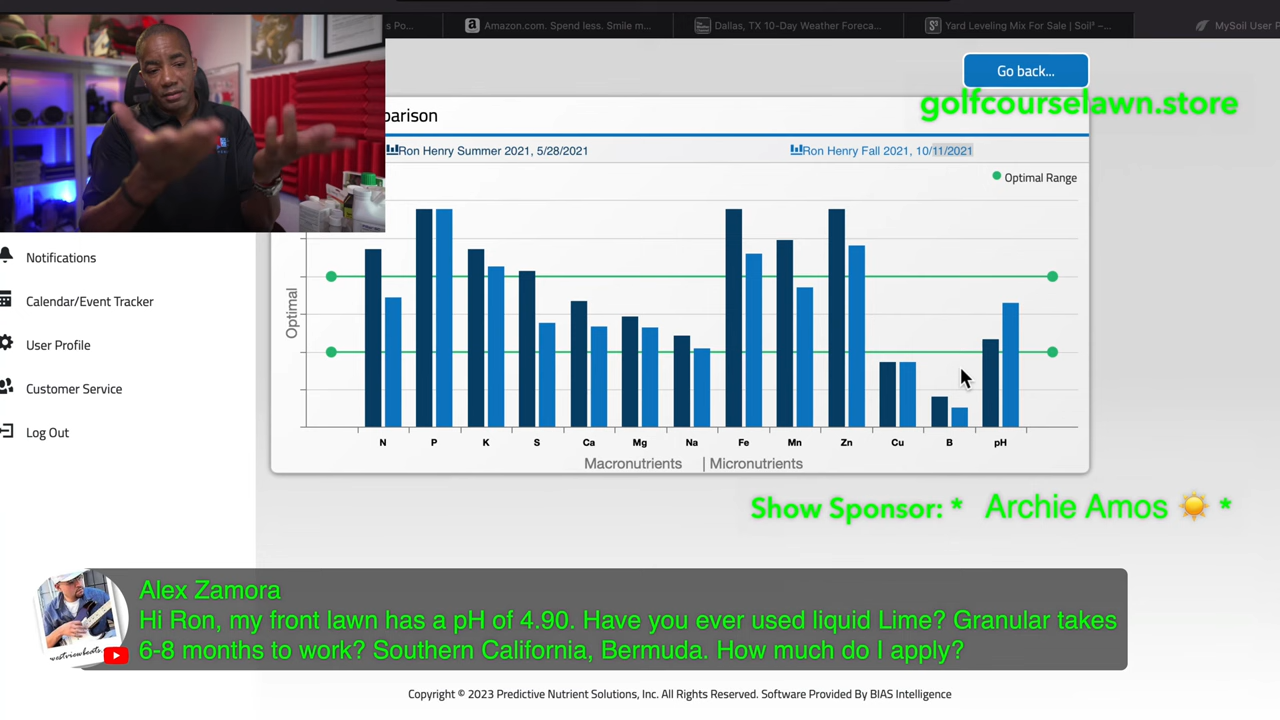 s Po...
Amazon.com. Spend less. Smile m...
Dallas, TX 10-Day Weather Foreca...
Yard Leveling Mix For Sale | Soil³ –...
MySoil User P
Go back...
golfcourselawn.store
parison
Ron Henry Summer 2021, 5/28/2021
Ron Henry Fall 2021, 10/11/2021
Optimal Range
Notifications
Calendar/Event Tracker
User Profile
Customer Service
Log Out
Optimal
N P K S Ca Mg Na Fe Mn Zn Cu B pH
Macronutrients | Micronutrients
Show Sponsor: * Archie Amos ☀️ *
Alex Zamora
Hi Ron, my front lawn has a pH of 4.90. Have you ever used liquid Lime? Granular takes
6-8 months to work? Southern California, Bermuda. How much do I apply?
westviewbeats.
Copyright © 2023 Predictive Nutrient Solutions, Inc. All Rights Reserved. Software Provided By BIAS Intelligence